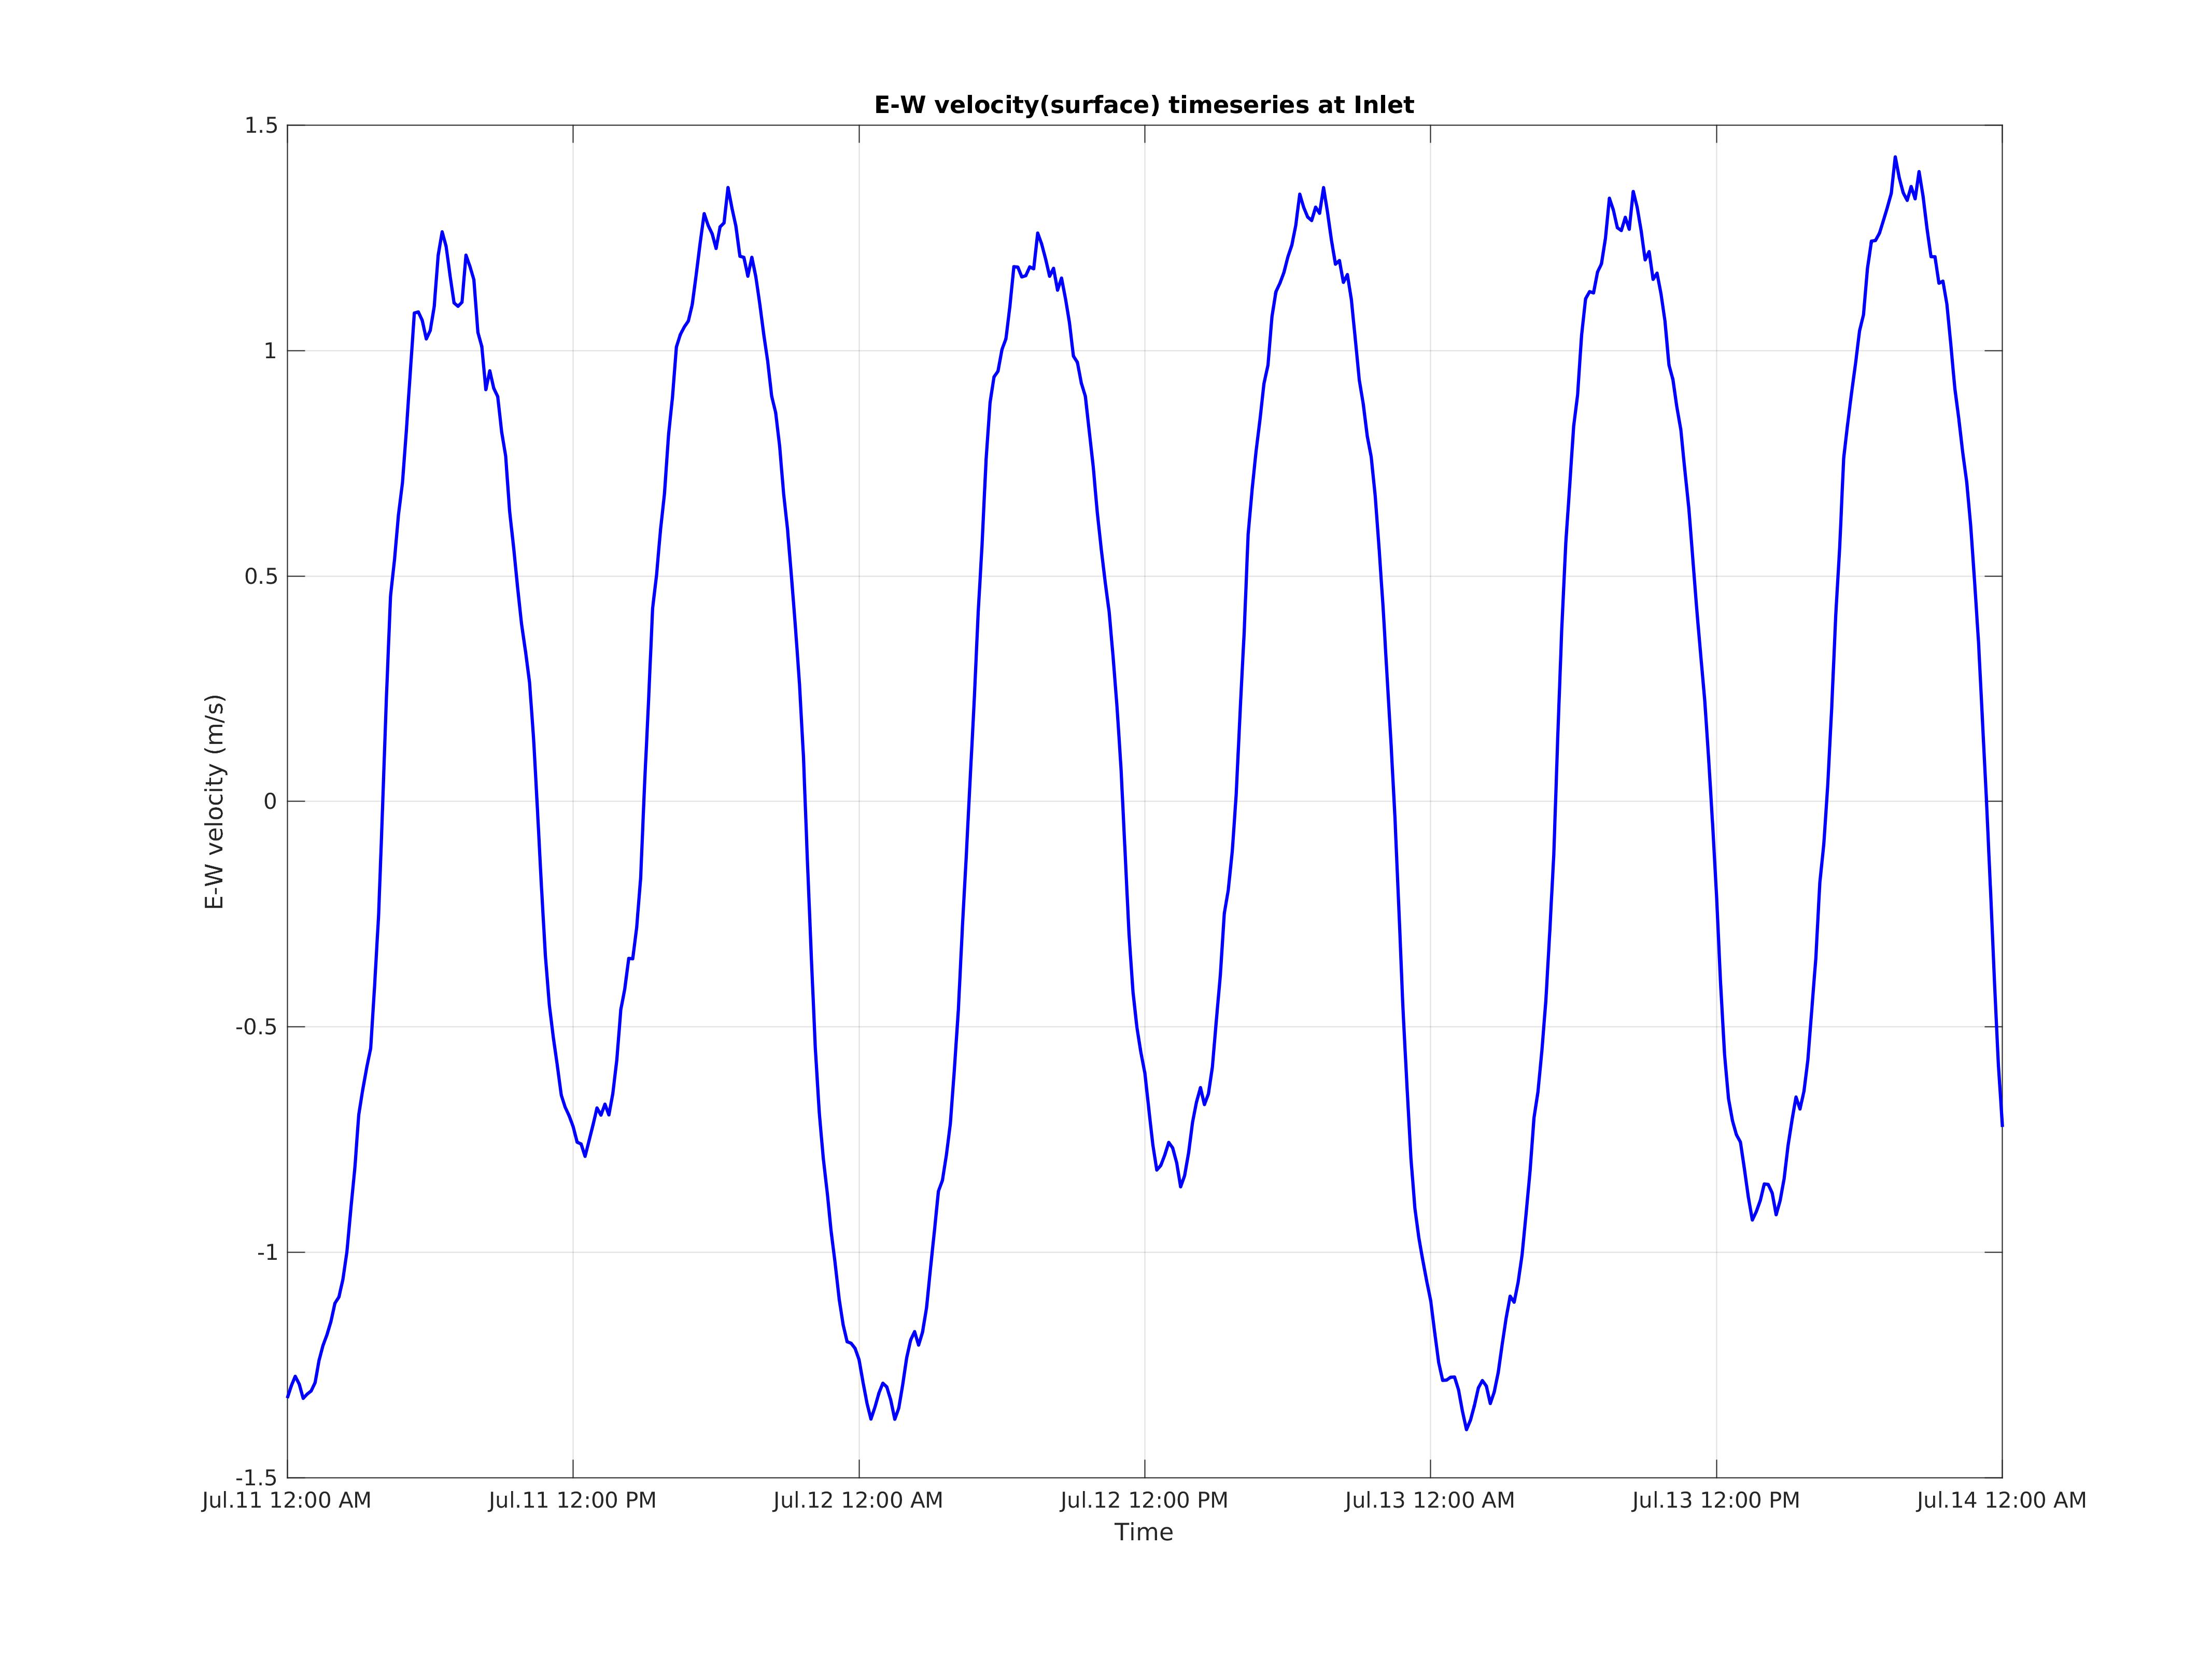 E-W velocity(surface) timeseries at Inlet
1.5
1
0.5
0
-0.5
-1
-1.5
E-W velocity (m/s)
Jul.11 12:00 AM Jul.11 12:00 PM Jul.12 12:00 AM Jul.12 12:00 PM Jul.13 12:00 AM Jul.13 12:00 PM Jul.14 12:00 AM
Time